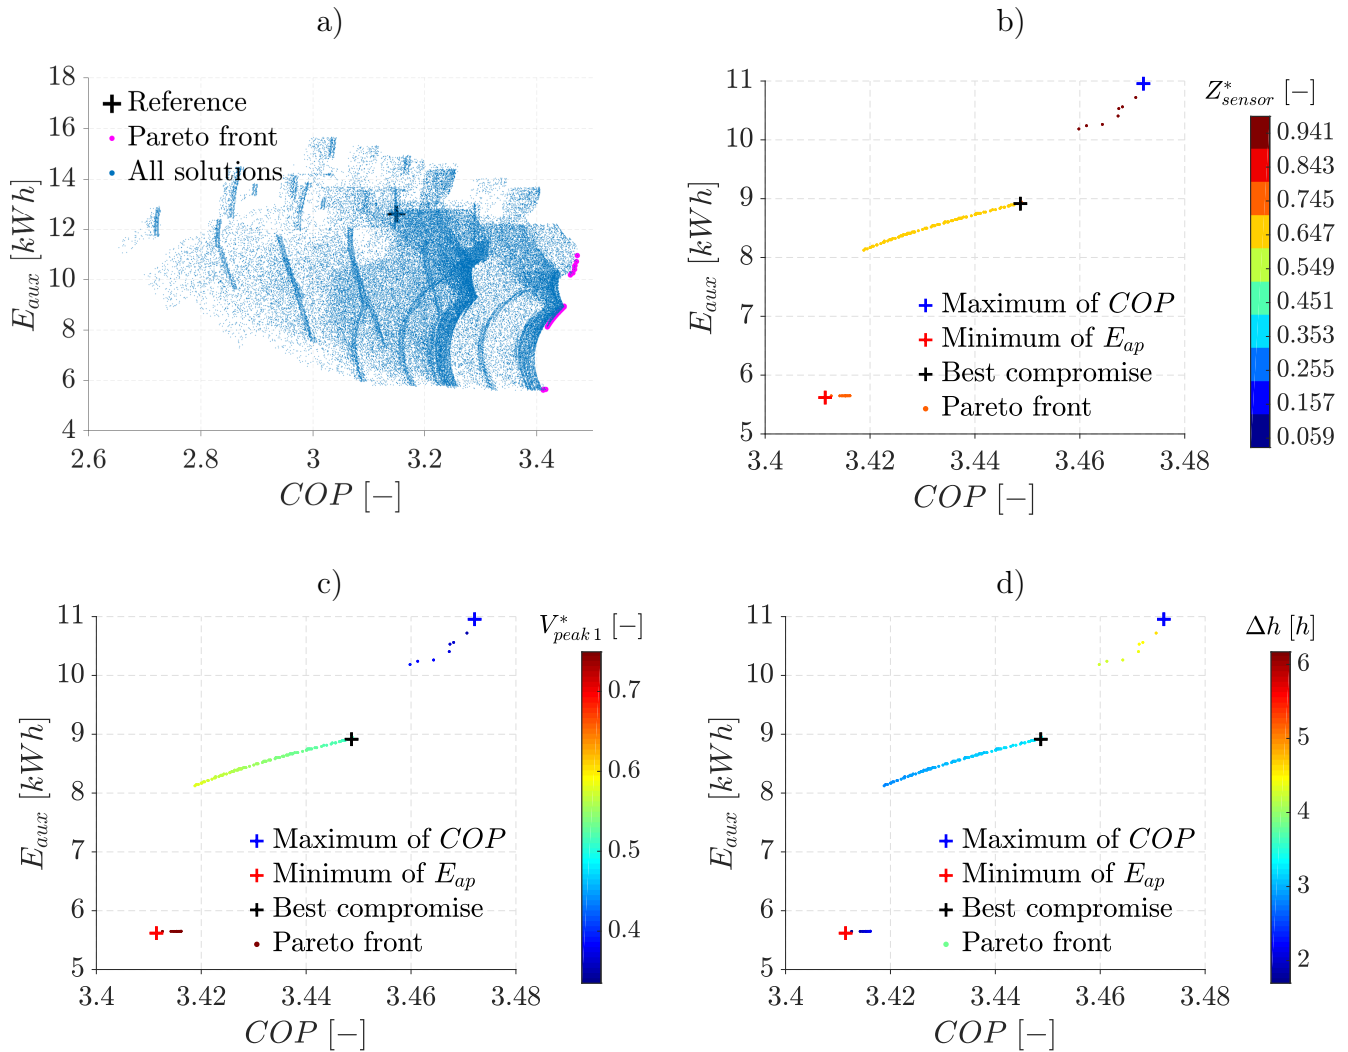 a)
18
16
14
12
10
8
6
4
E_aux [kWh]
Reference
Pareto front
All solutions
2.6 2.8 3 3.2 3.4
COP [−]
b)
11
10
9
8
7
6
5
E_aux [kWh]
Maximum of COP
Minimum of E_ap
Best compromise
Pareto front
3.4 3.42 3.44 3.46 3.48
COP [−]
Z*_sensor [−]
0.941
0.843
0.745
0.647
0.549
0.451
0.353
0.255
0.157
0.059
c)
11
10
9
8
7
6
5
E_aux [kWh]
Maximum of COP
Minimum of E_ap
Best compromise
Pareto front
3.4 3.42 3.44 3.46 3.48
COP [−]
V*_peak 1 [−]
0.7
0.6
0.5
0.4
d)
11
10
9
8
7
6
5
E_aux [kWh]
Maximum of COP
Minimum of E_ap
Best compromise
Pareto front
3.4 3.42 3.44 3.46 3.48
COP [−]
Δh [h]
6
5
4
3
2